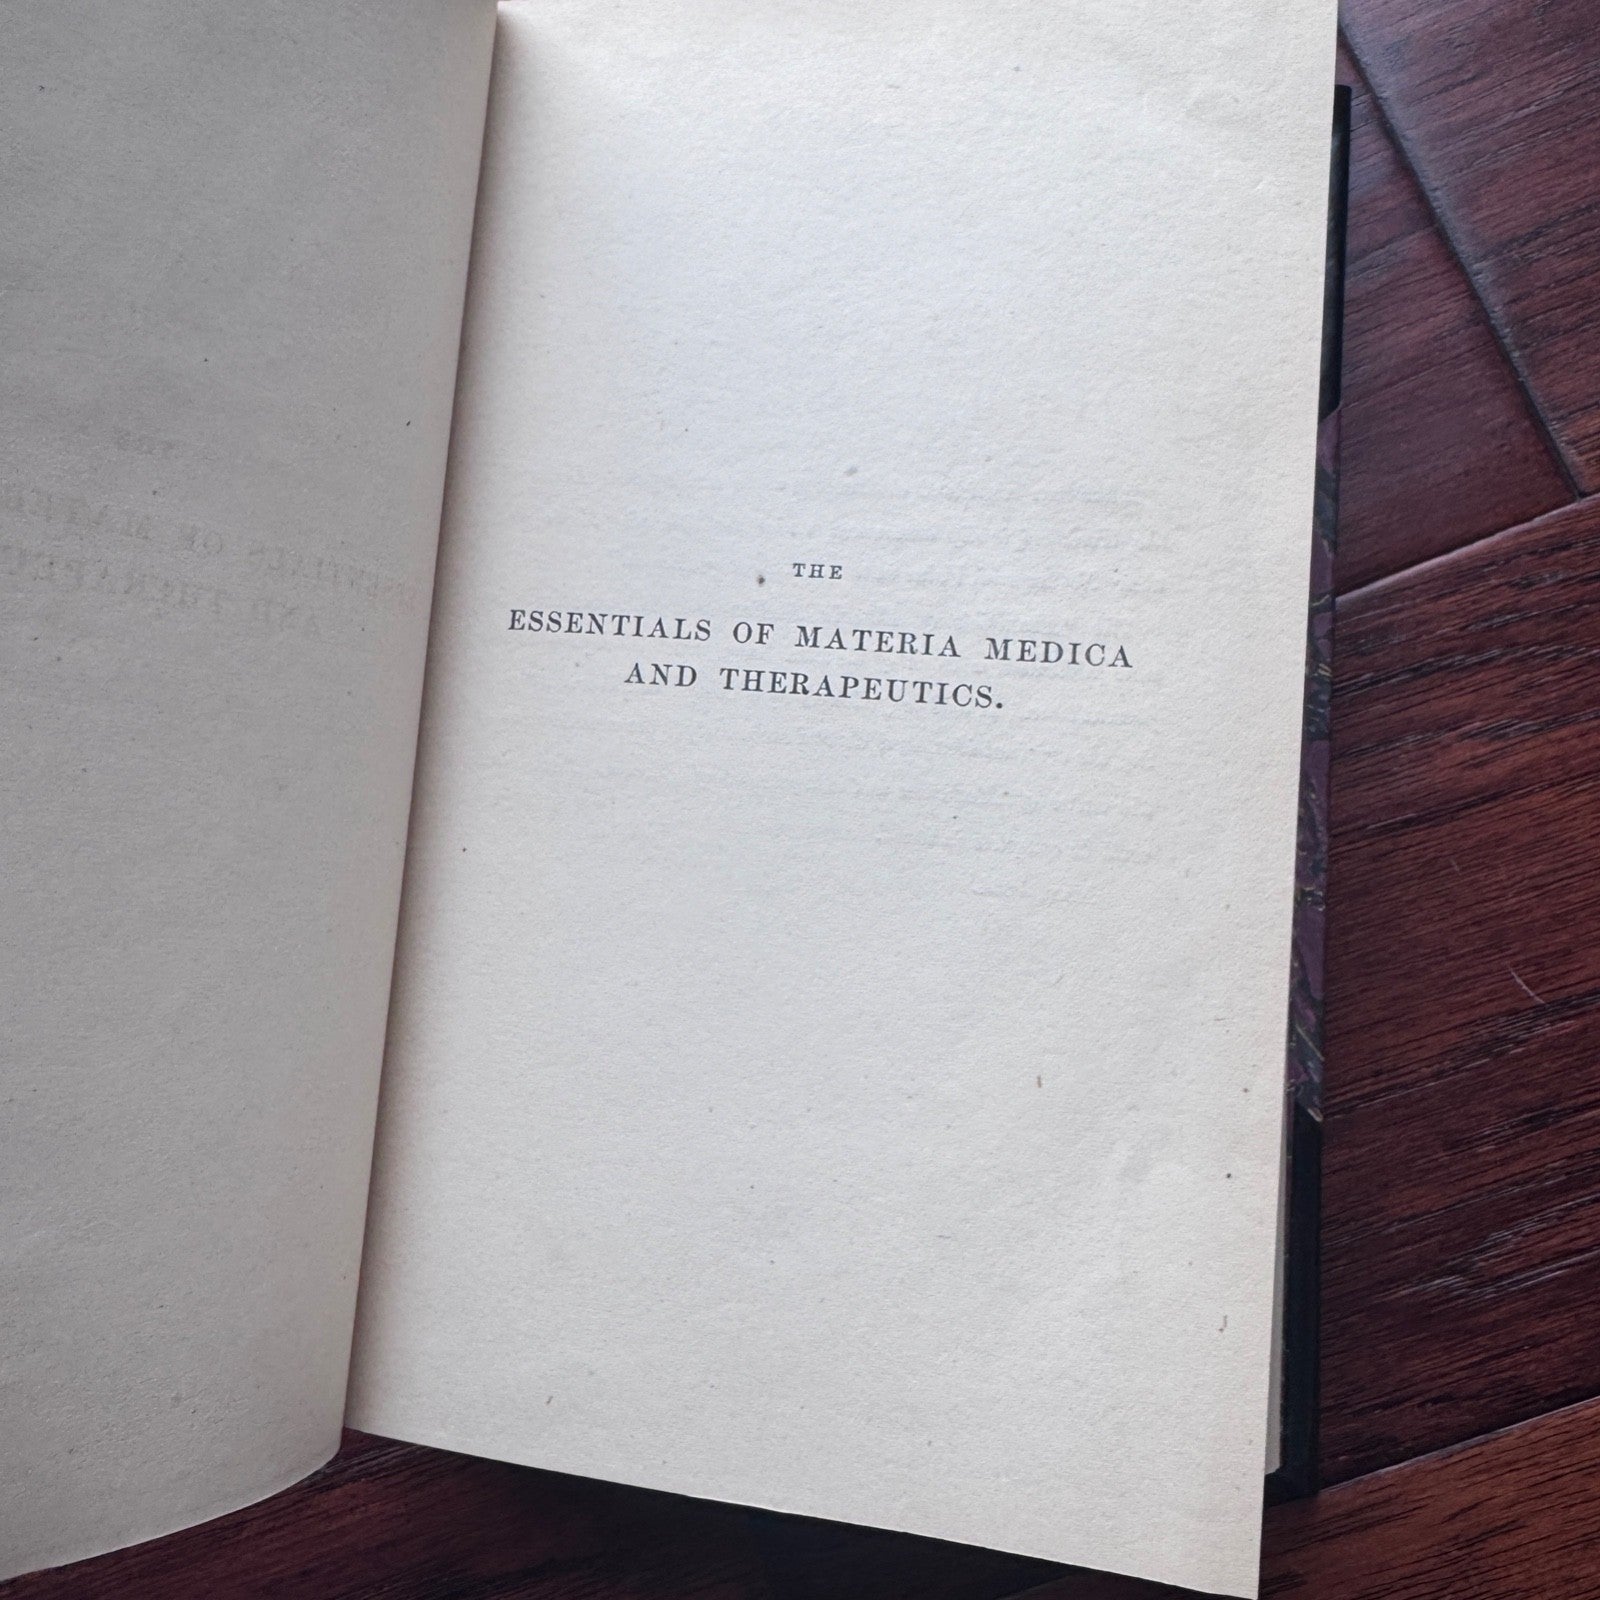 THE
ESSENTIALS OF MATERIA MEDICA
AND THERAPEUTICS.